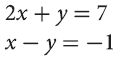 2x + y = 7
x − y = −1